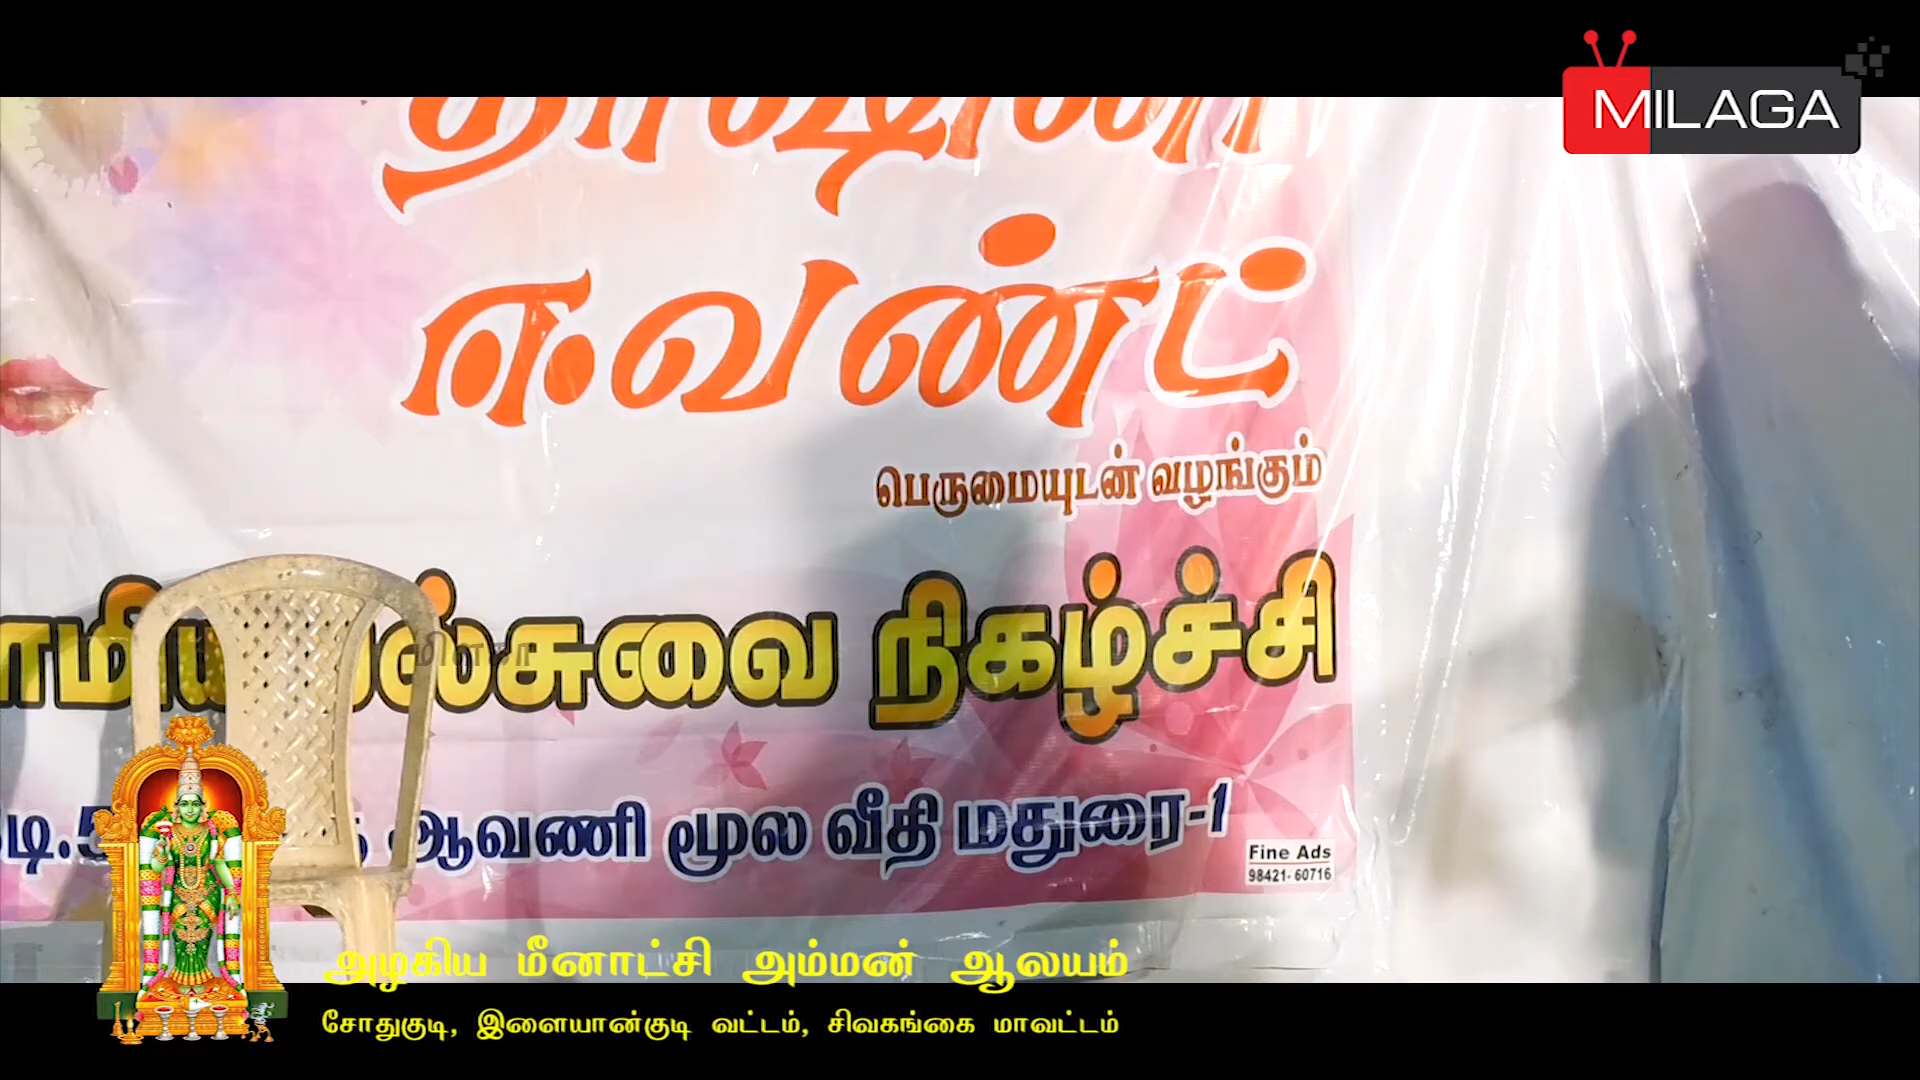 MILAGA
ஈவண்ட்
பெருமையுடன் வழங்கும்
பல்சுவை நிகழ்ச்சி
ஆவணி மூல வீதி மதுரை-1
Fine Ads
98421-60716
மிளகா
அழகிய மீனாட்சி அம்மன் ஆலயம்
சோதுகுடி, இளையான்குடி வட்டம், சிவகங்கை மாவட்டம்